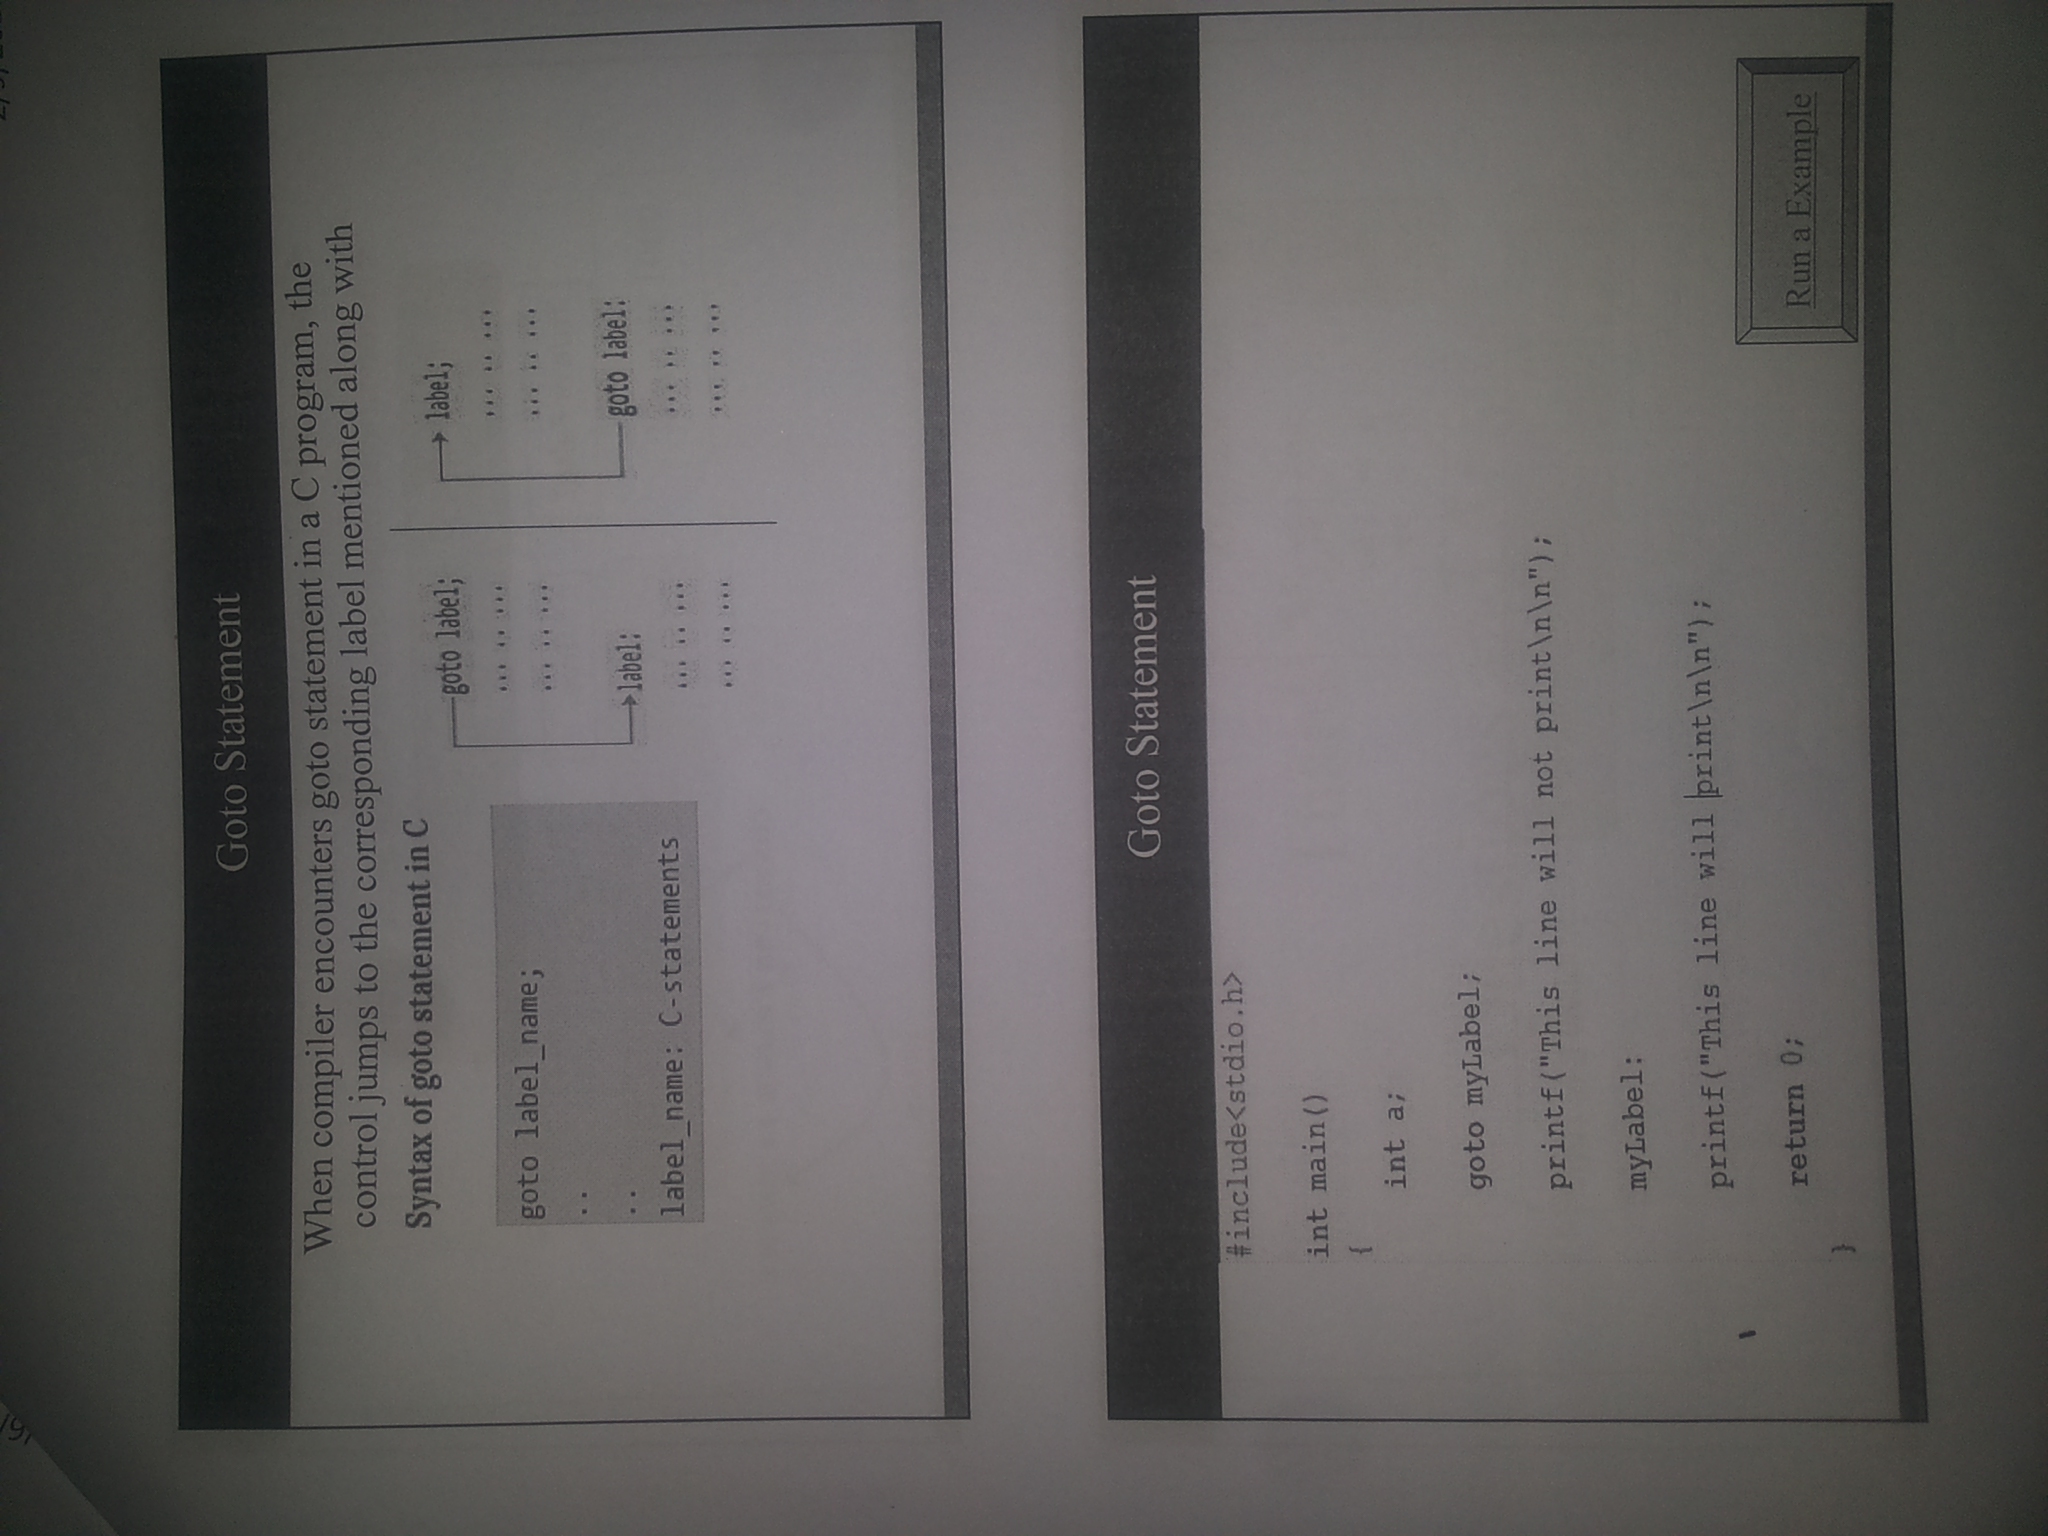 Goto Statement
When compiler encounters goto statement in a C program, the
control jumps to the corresponding label mentioned along with
Syntax of goto statement in C
goto label_name;
..
..
label_name: C-statements
goto label;
... .. ...
... .. ...
label:
... .. ...
... .. ...
label;
... .. ...
... .. ...
goto label:
... .. ...
... .. ...
Goto Statement
#include<stdio.h>
int main()
{
int a;
goto myLabel;
printf("This line will not print\n\n");
myLabel:
printf("This line will print\n\n");
return 0;
}
Run a Example